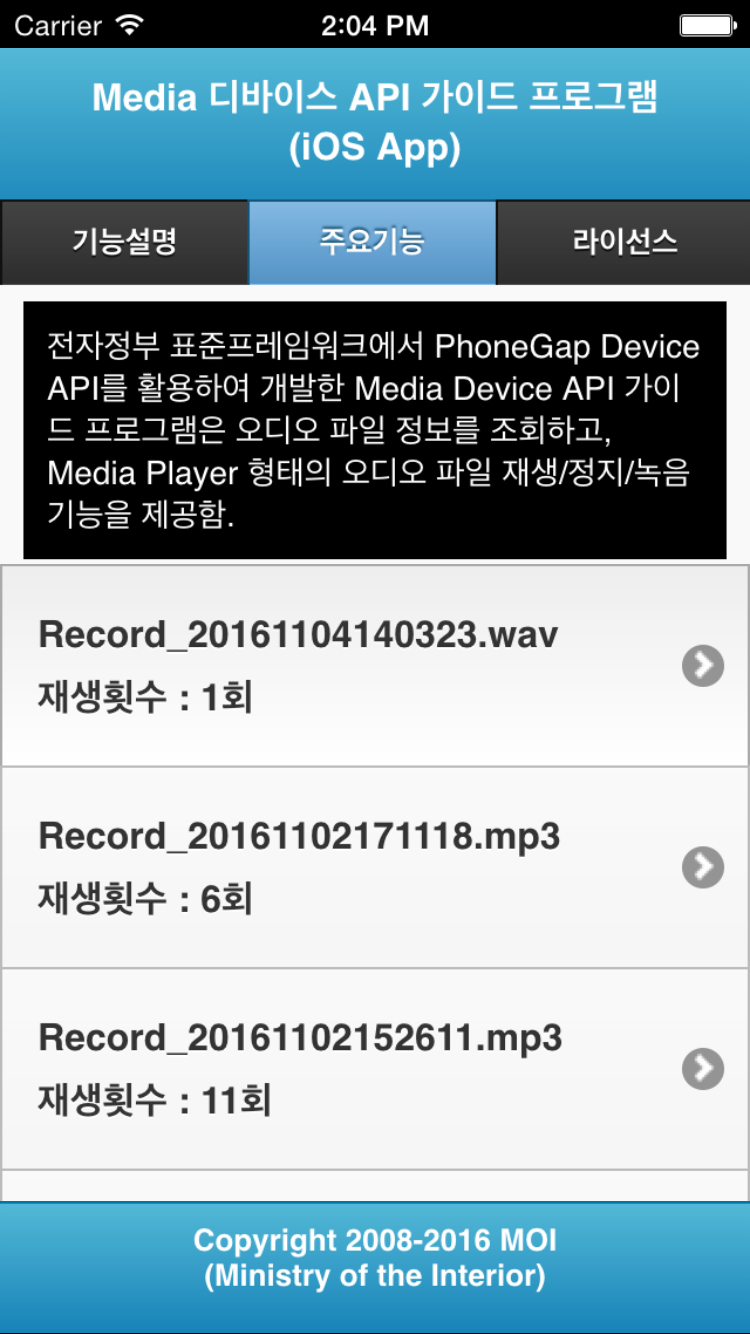 Carrier 2:04 PM
Media 디바이스 API 가이드 프로그램
(iOS App)
기능설명 주요기능 라이선스
전자정부 표준프레임워크에서 PhoneGap Device
API를 활용하여 개발한 Media Device API 가이
드 프로그램은 오디오 파일 정보를 조회하고,
Media Player 형태의 오디오 파일 재생/정지/녹음
기능을 제공함.
Record_20161104140323.wav
재생횟수 : 1회
Record_20161102171118.mp3
재생횟수 : 6회
Record_20161102152611.mp3
재생횟수 : 11회
Copyright 2008-2016 MOI
(Ministry of the Interior)